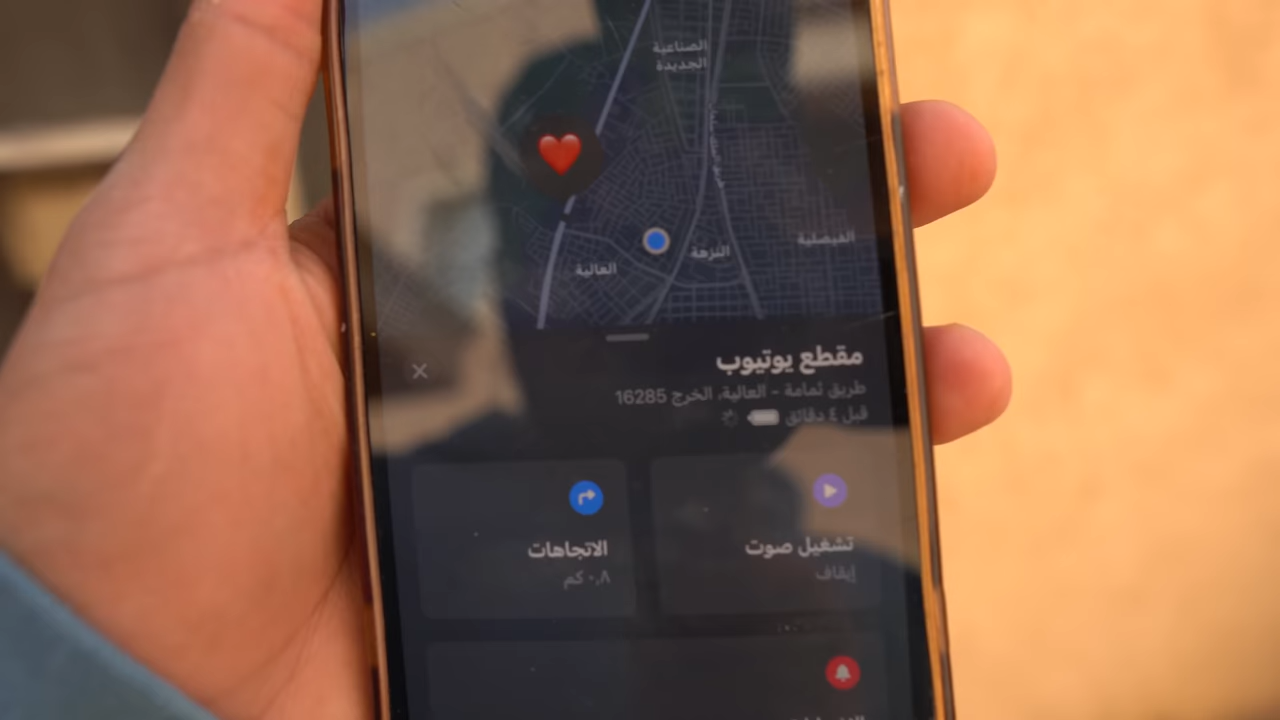 الصناعية
الجديدة
الفيصلية
النزهة
العالية
مقطع يوتيوب
طريق ثمامة - العالية، الخرج 16285
قبل ٤ دقائق
تشغيل صوت
إيقاف
الاتجاهات
٠٫٨ كم